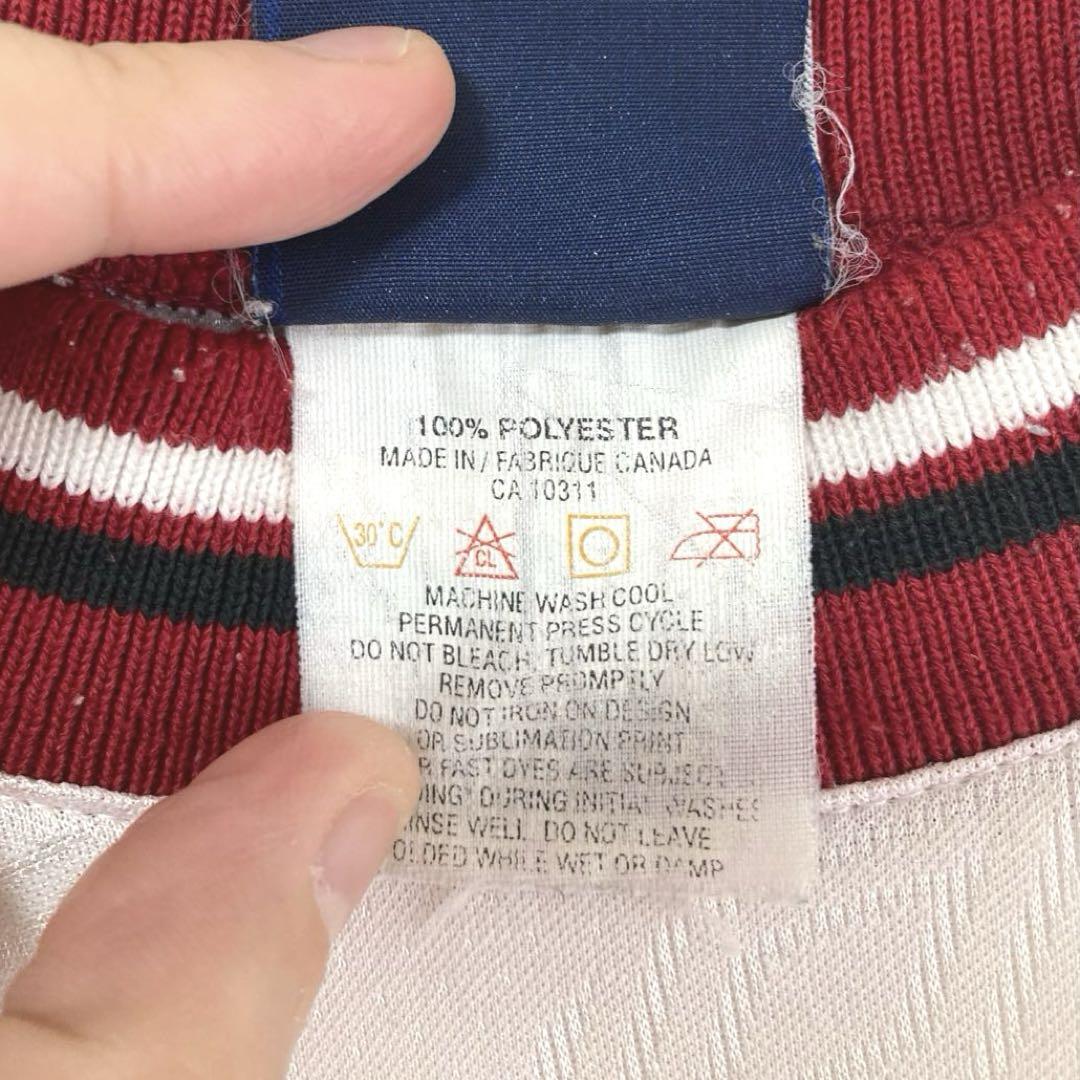 100% POLYESTER
MADE IN / FABRIQUE CANADA
CA 10311
30°C
CL
MACHINE WASH COOL
PERMANENT PRESS CYCLE
DO NOT BLEACH, TUMBLE DRY LOW
REMOVE PROMPTLY
DO NOT IRON ON DESIGN
OR SUBLIMATION PRINT
FAST DYES ARE SUBJECT
DURING INITIAL WASHES
WELL. DO NOT LEAVE
WHILE WET OR DAMP